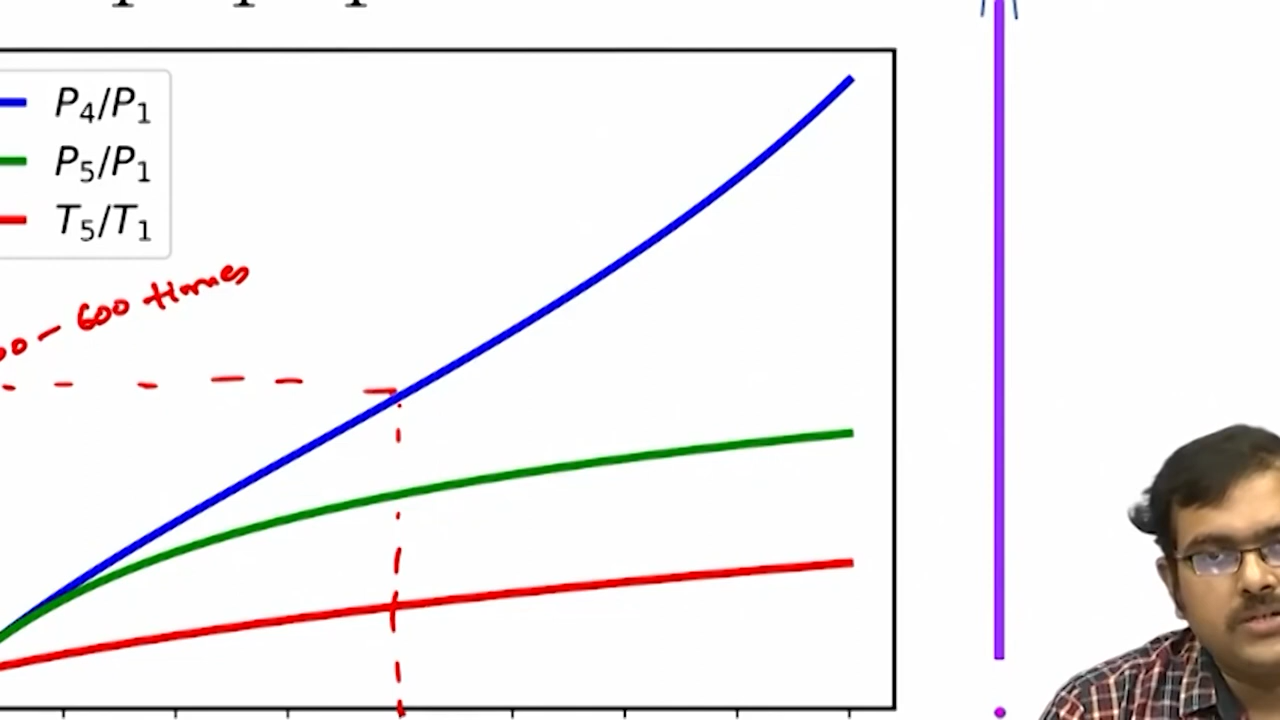 P₄/P₁
P₅/P₁
T₅/T₁
- 600 times